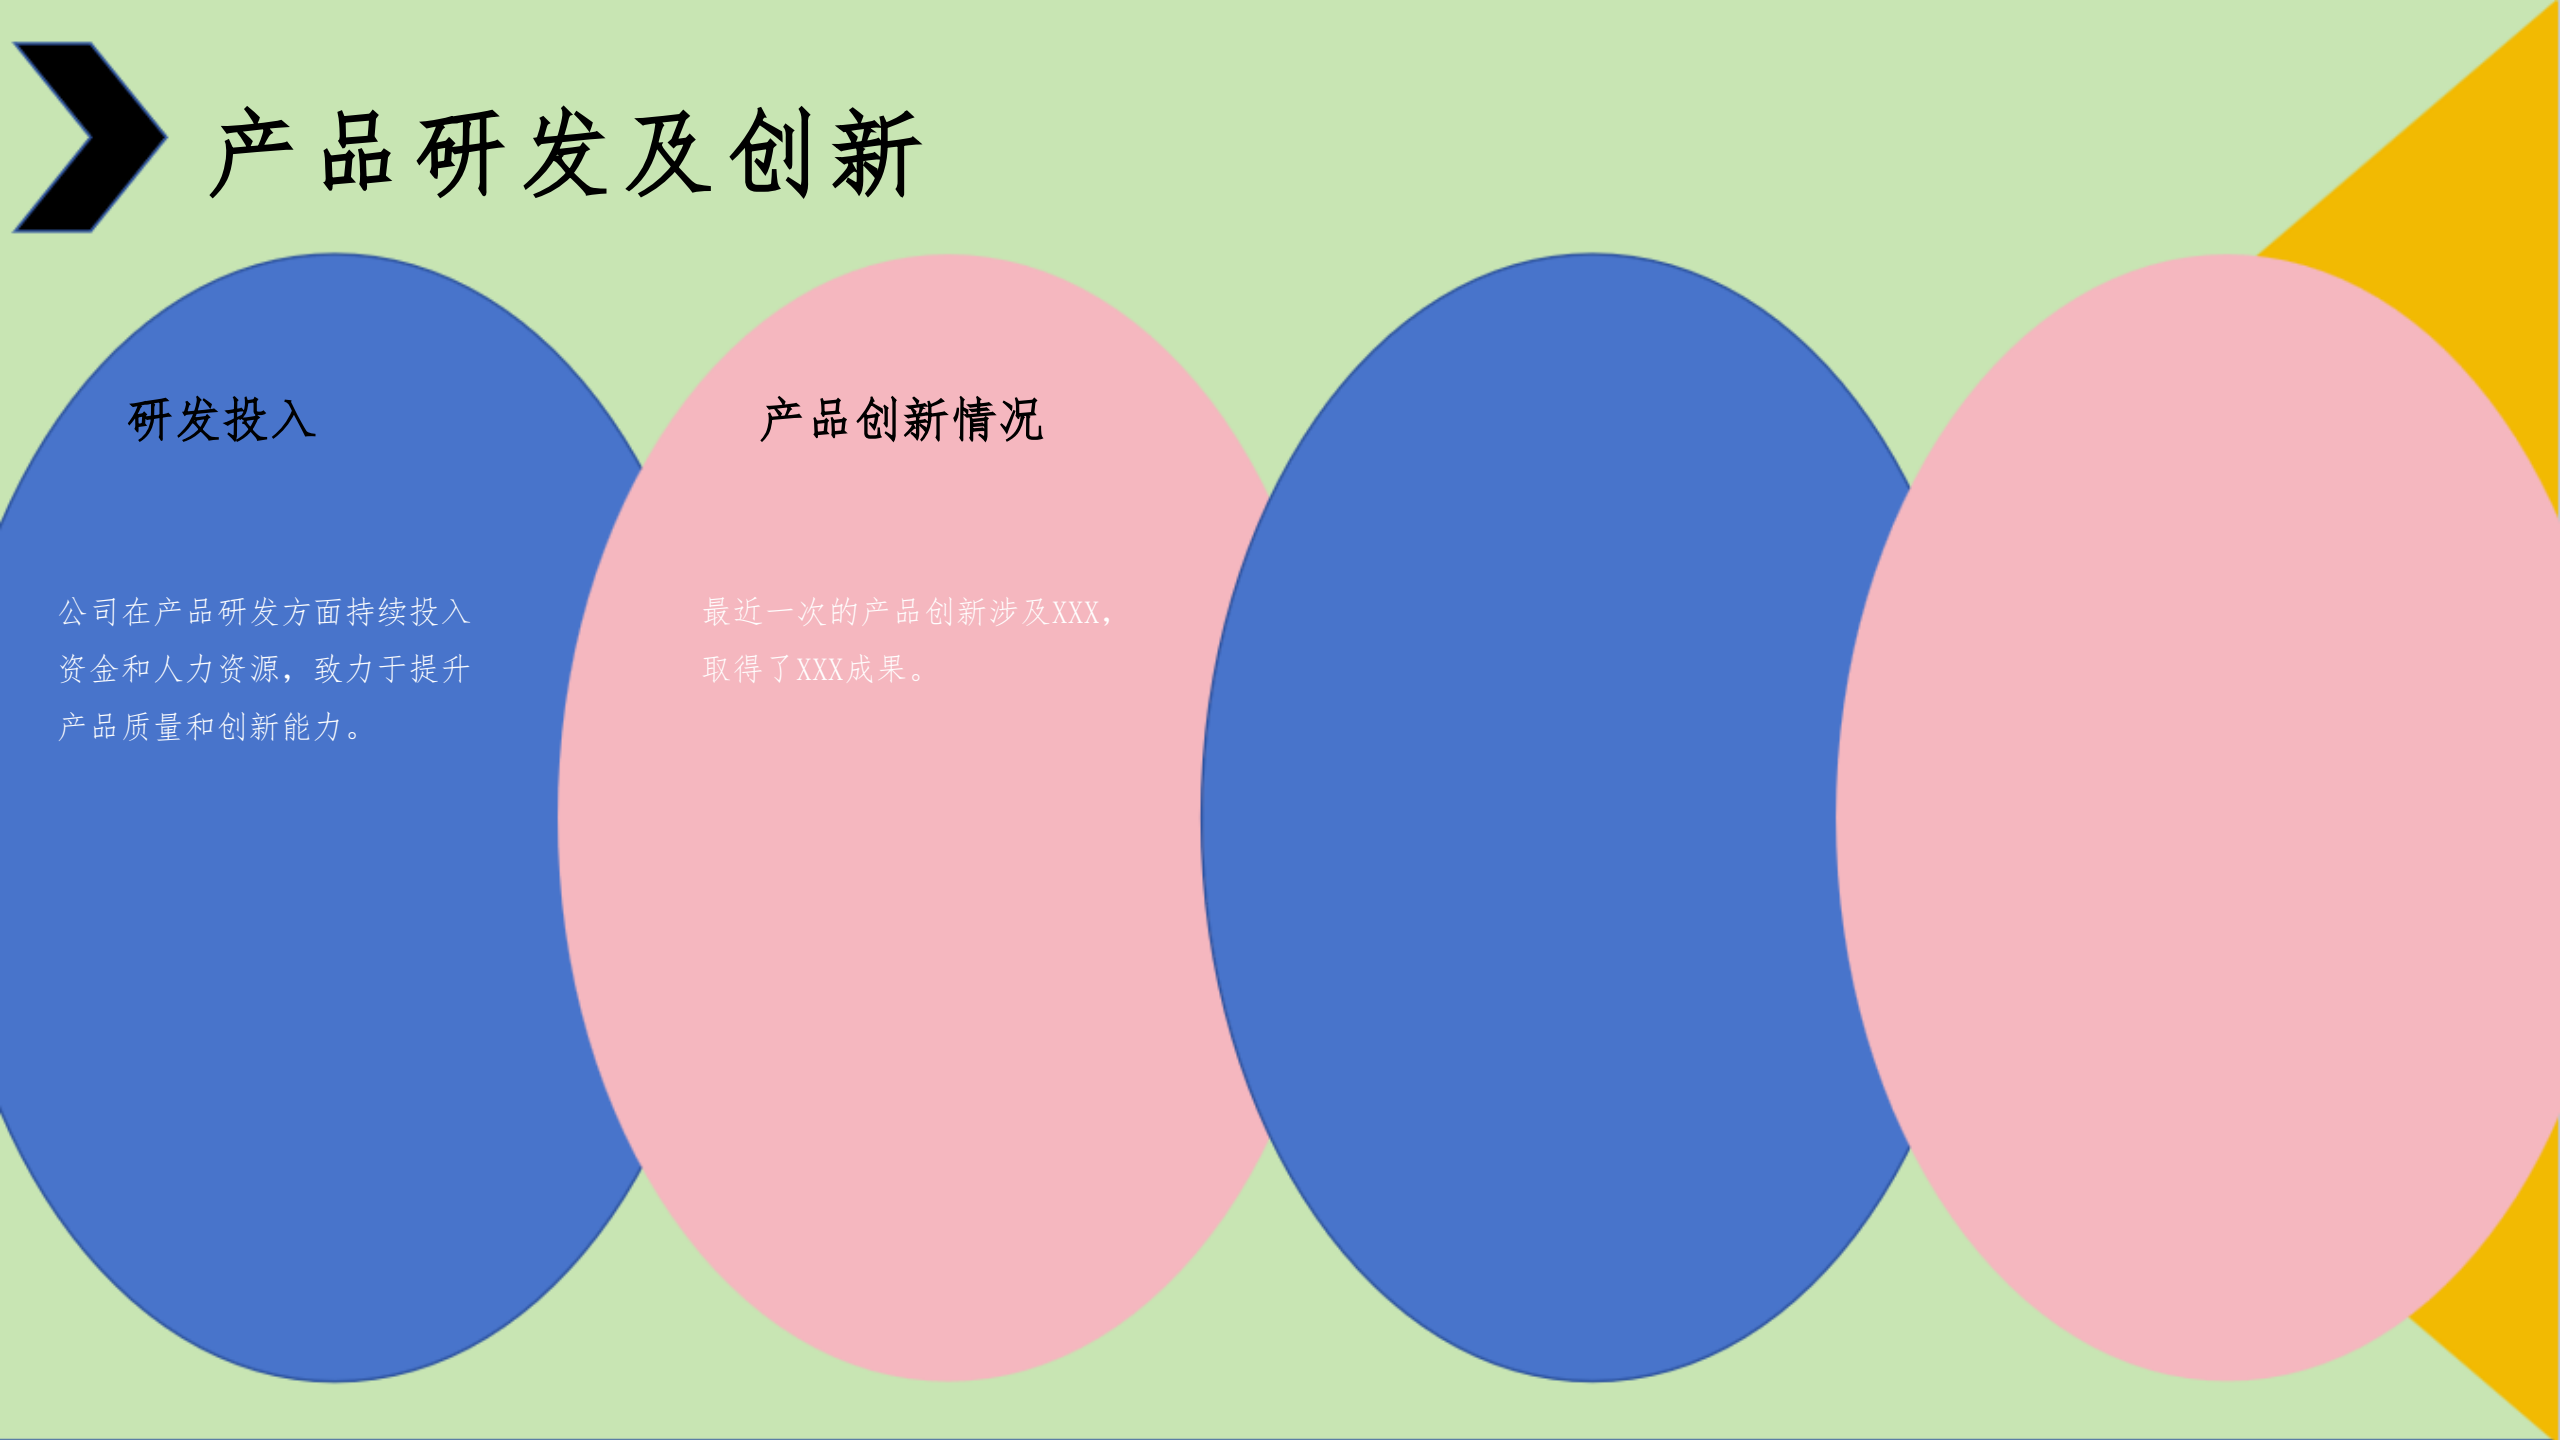 产品研发及创新
研发投入
公司在产品研发方面持续投入
资金和人力资源，致力于提升
产品质量和创新能力。
产品创新情况
最近一次的产品创新涉及XXX，
取得了XXX成果。